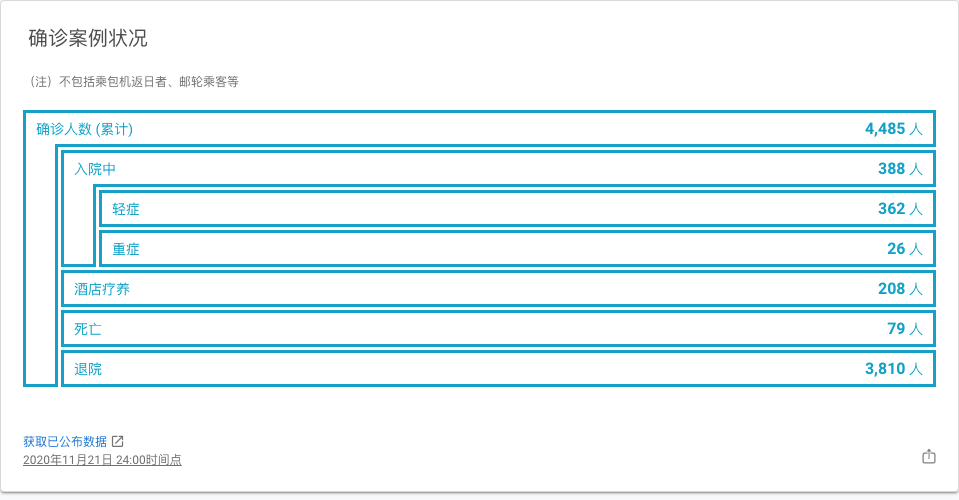 确诊案例状况
（注）不包括乘包机返日者、邮轮乘客等
确诊人数 (累计) 4,485 人
入院中 388 人
轻症 362 人
重症 26 人
酒店疗养 208 人
死亡 79 人
退院 3,810 人
获取已公布数据
2020年11月21日 24:00时间点